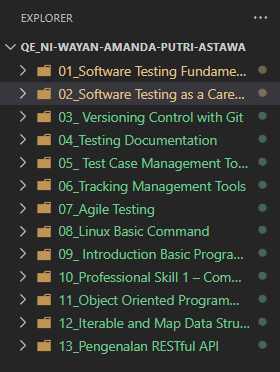 EXPLORER ...
QE_NI-WAYAN-AMANDA-PUTRI-ASTAWA
01_Software Testing Fundame...
02_Software Testing as a Care...
03_ Versioning Control with Git
04_Testing Documentation
05_ Test Case Management To...
06_Tracking Management Tools
07_Agile Testing
08_Linux Basic Command
09_ Introduction Basic Progra...
10_Professional Skill 1 – Com...
11_Object Oriented Program...
12_Iterable and Map Data Stru...
13_Pengenalan RESTful API